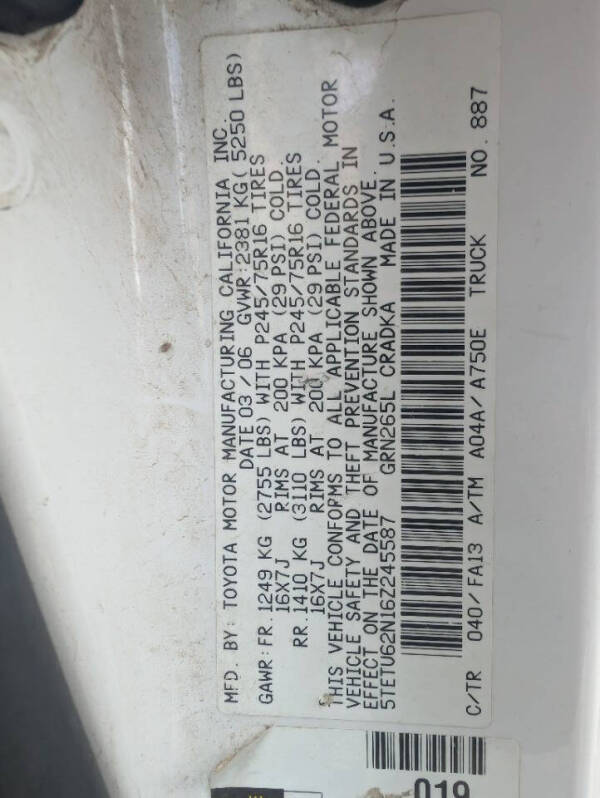 MFD. BY: TOYOTA MOTOR MANUFACTURING CALIFORNIA INC.
DATE 03/06 GVWR:2381 KG( 5250 LBS)
GAWR:FR.1249 KG (2755 LBS) WITH P245/75R16 TIRES
16X7J RIMS AT 200 KPA (29 PSI) COLD.
RR.1410 KG (3110 LBS) WITH P245/75R16 TIRES
16X7J RIMS AT 200 KPA (29 PSI) COLD.
THIS VEHICLE CONFORMS TO ALL APPLICABLE FEDERAL MOTOR
VEHICLE SAFETY AND THEFT PREVENTION STANDARDS IN
EFFECT ON THE DATE OF MANUFACTURE SHOWN ABOVE.
5TETU62N16Z245587 GRN265L CRADKA MADE IN U.S.A.
C/TR 040/FA13 A/TM A04A/A750E TRUCK NO. 887
019